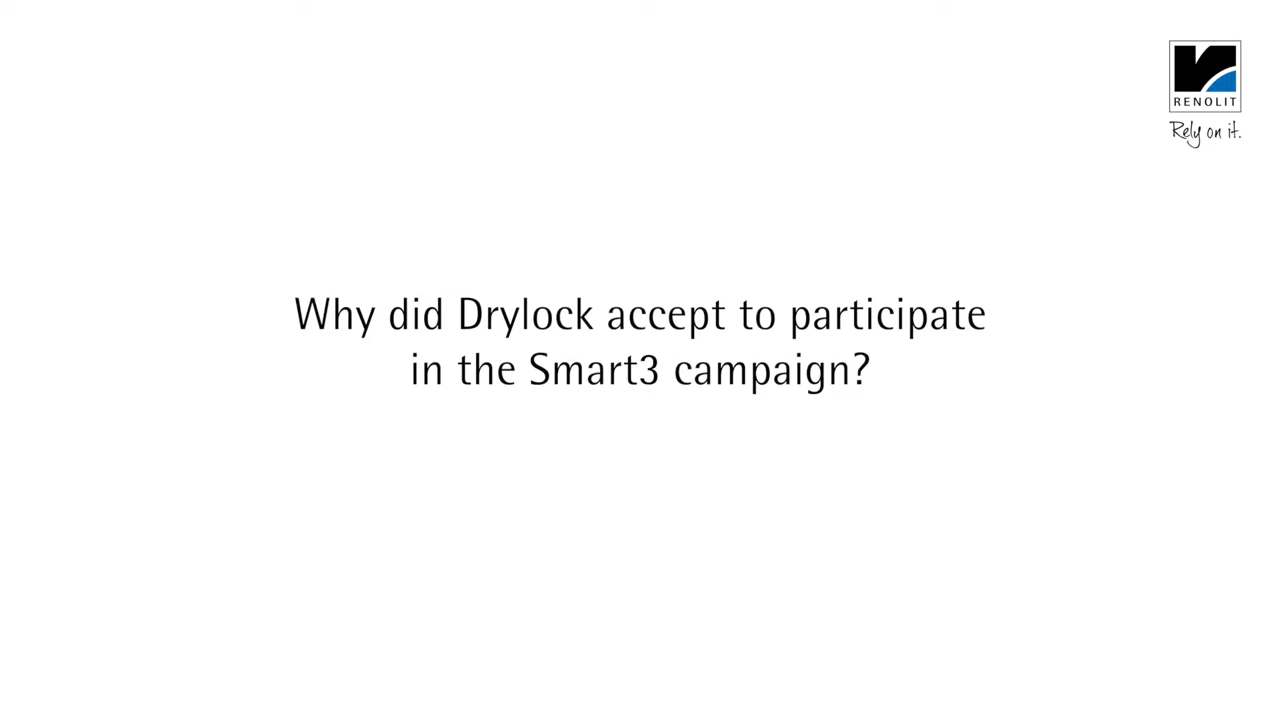 RENOLIT
Rely on it.
Why did Drylock accept to participate
in the Smart3 campaign?